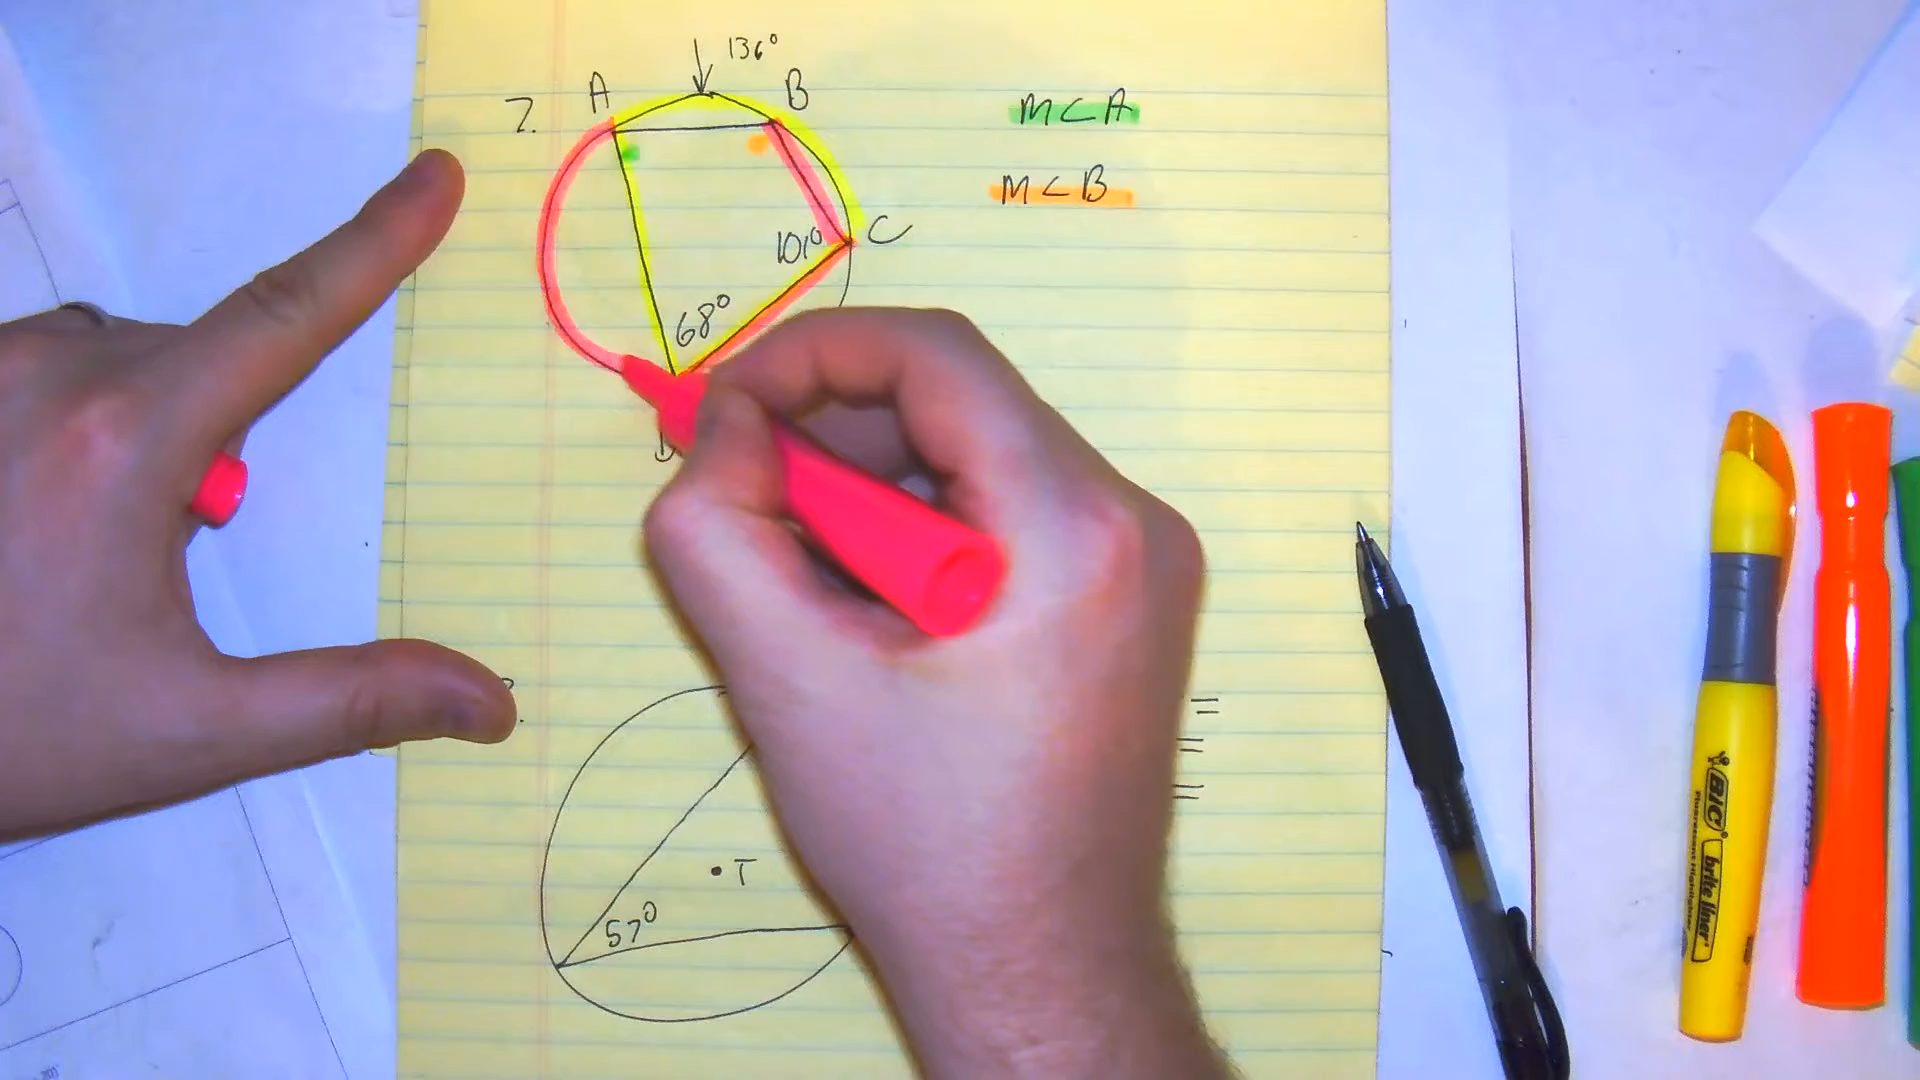 136°
7. A B
M<A
M<B
C
101°
68°
D
=
=
=
T
57°
BIC
brite liner